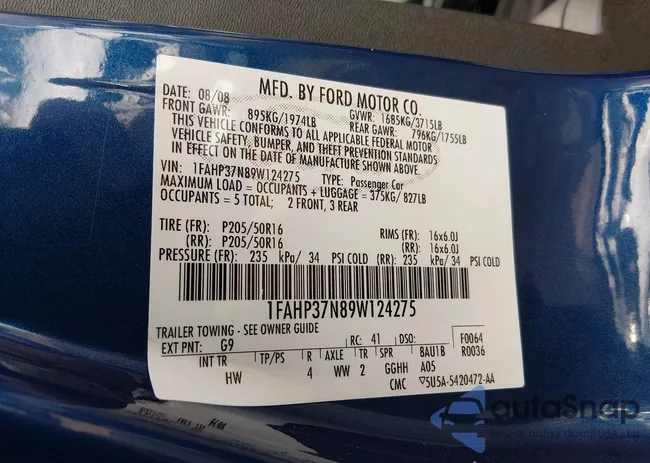 MFD. BY FORD MOTOR CO.
DATE: 08/08 GVWR: 1685KG/3715LB
FRONT GAWR: 895KG/1974LB REAR GAWR: 796KG/1755LB
THIS VEHICLE CONFORMS TO ALL APPLICABLE FEDERAL MOTOR
VEHICLE SAFETY, BUMPER, AND THEFT PREVENTION STANDARDS
IN EFFECT ON THE DATE OF MANUFACTURE SHOWN ABOVE.
VIN: 1FAHP37N89W124275 TYPE: Passenger Car
MAXIMUM LOAD = OCCUPANTS + LUGGAGE = 375KG/ 827LB
OCCUPANTS = 5 TOTAL; 2 FRONT, 3 REAR
TIRE (FR): P205/50R16 RIMS (FR): 16x6.0J
(RR): P205/50R16 (RR): 16x6.0J
PRESSURE (FR): 235 kPa/ 34 PSI COLD (RR): 235 kPa/ 34 PSI COLD
1FAHP37N89W124275
TRAILER TOWING - SEE OWNER GUIDE
EXT PNT: G9 RC: 41 DSO: F0064
INT TR TP/PS R AXLE TR SPR 8AU1B R0036
HW 4 WW 2 GGHH A05
CMC 5U5A-5420472-AA
autoSnap